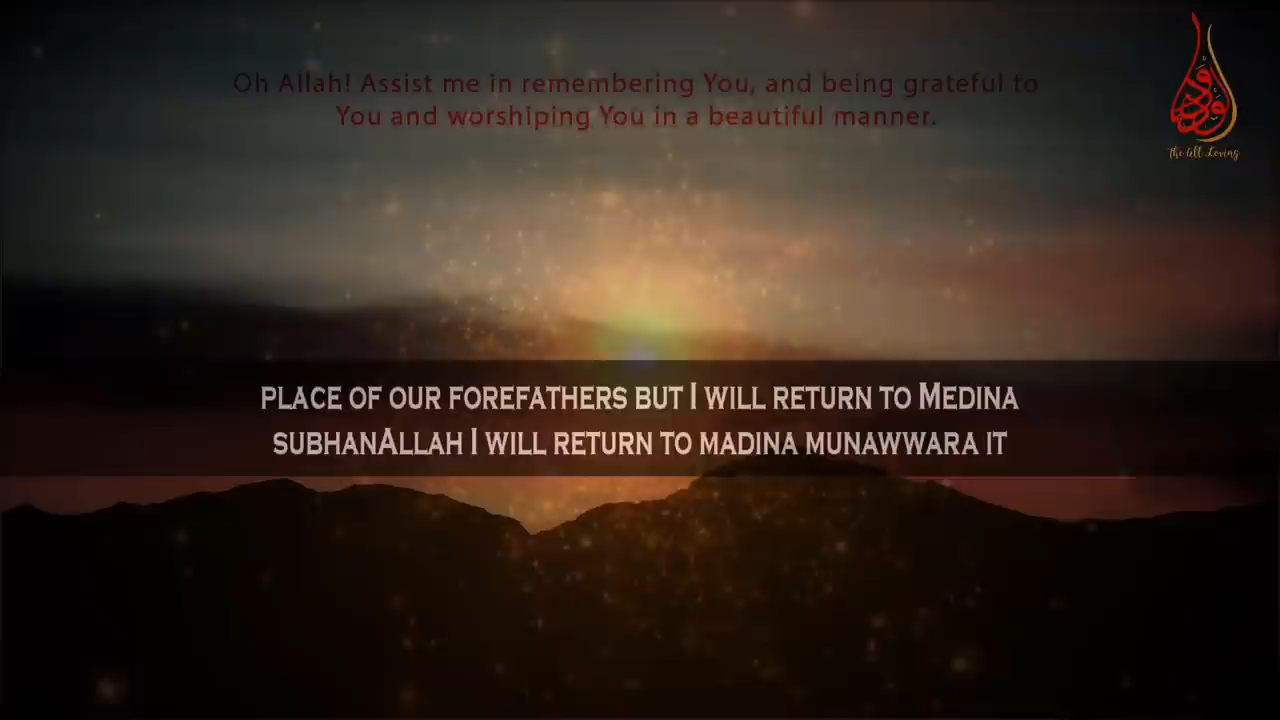 Oh Allah! Assist me in remembering You, and being grateful to
You and worshiping You in a beautiful manner.
The All Loving
PLACE OF OUR FOREFATHERS BUT I WILL RETURN TO MEDINA
SUBHANALLAH I WILL RETURN TO MADINA MUNAWWARA IT